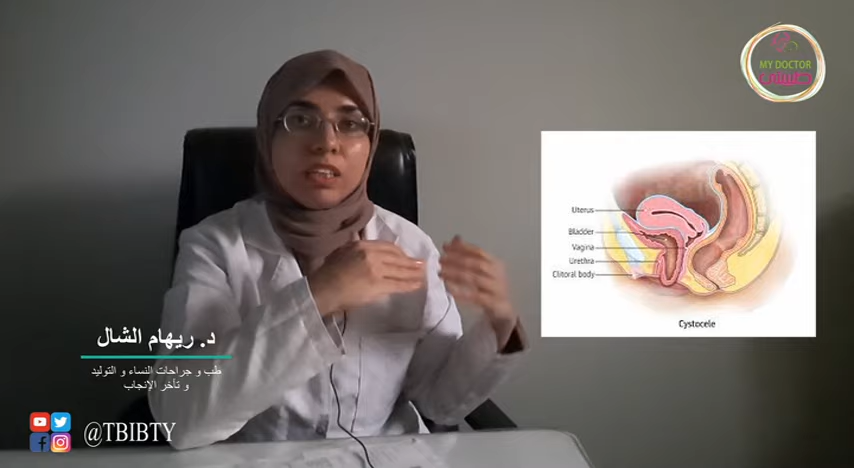 MY DOCTOR
طبيبتي
Uterus
Bladder
Vagina
Urethra
Clitoral body
Cystocele
د. ريهام الشال
طب و جراحات النساء و التوليد
و تأخر الإنجاب
@TBIBTY